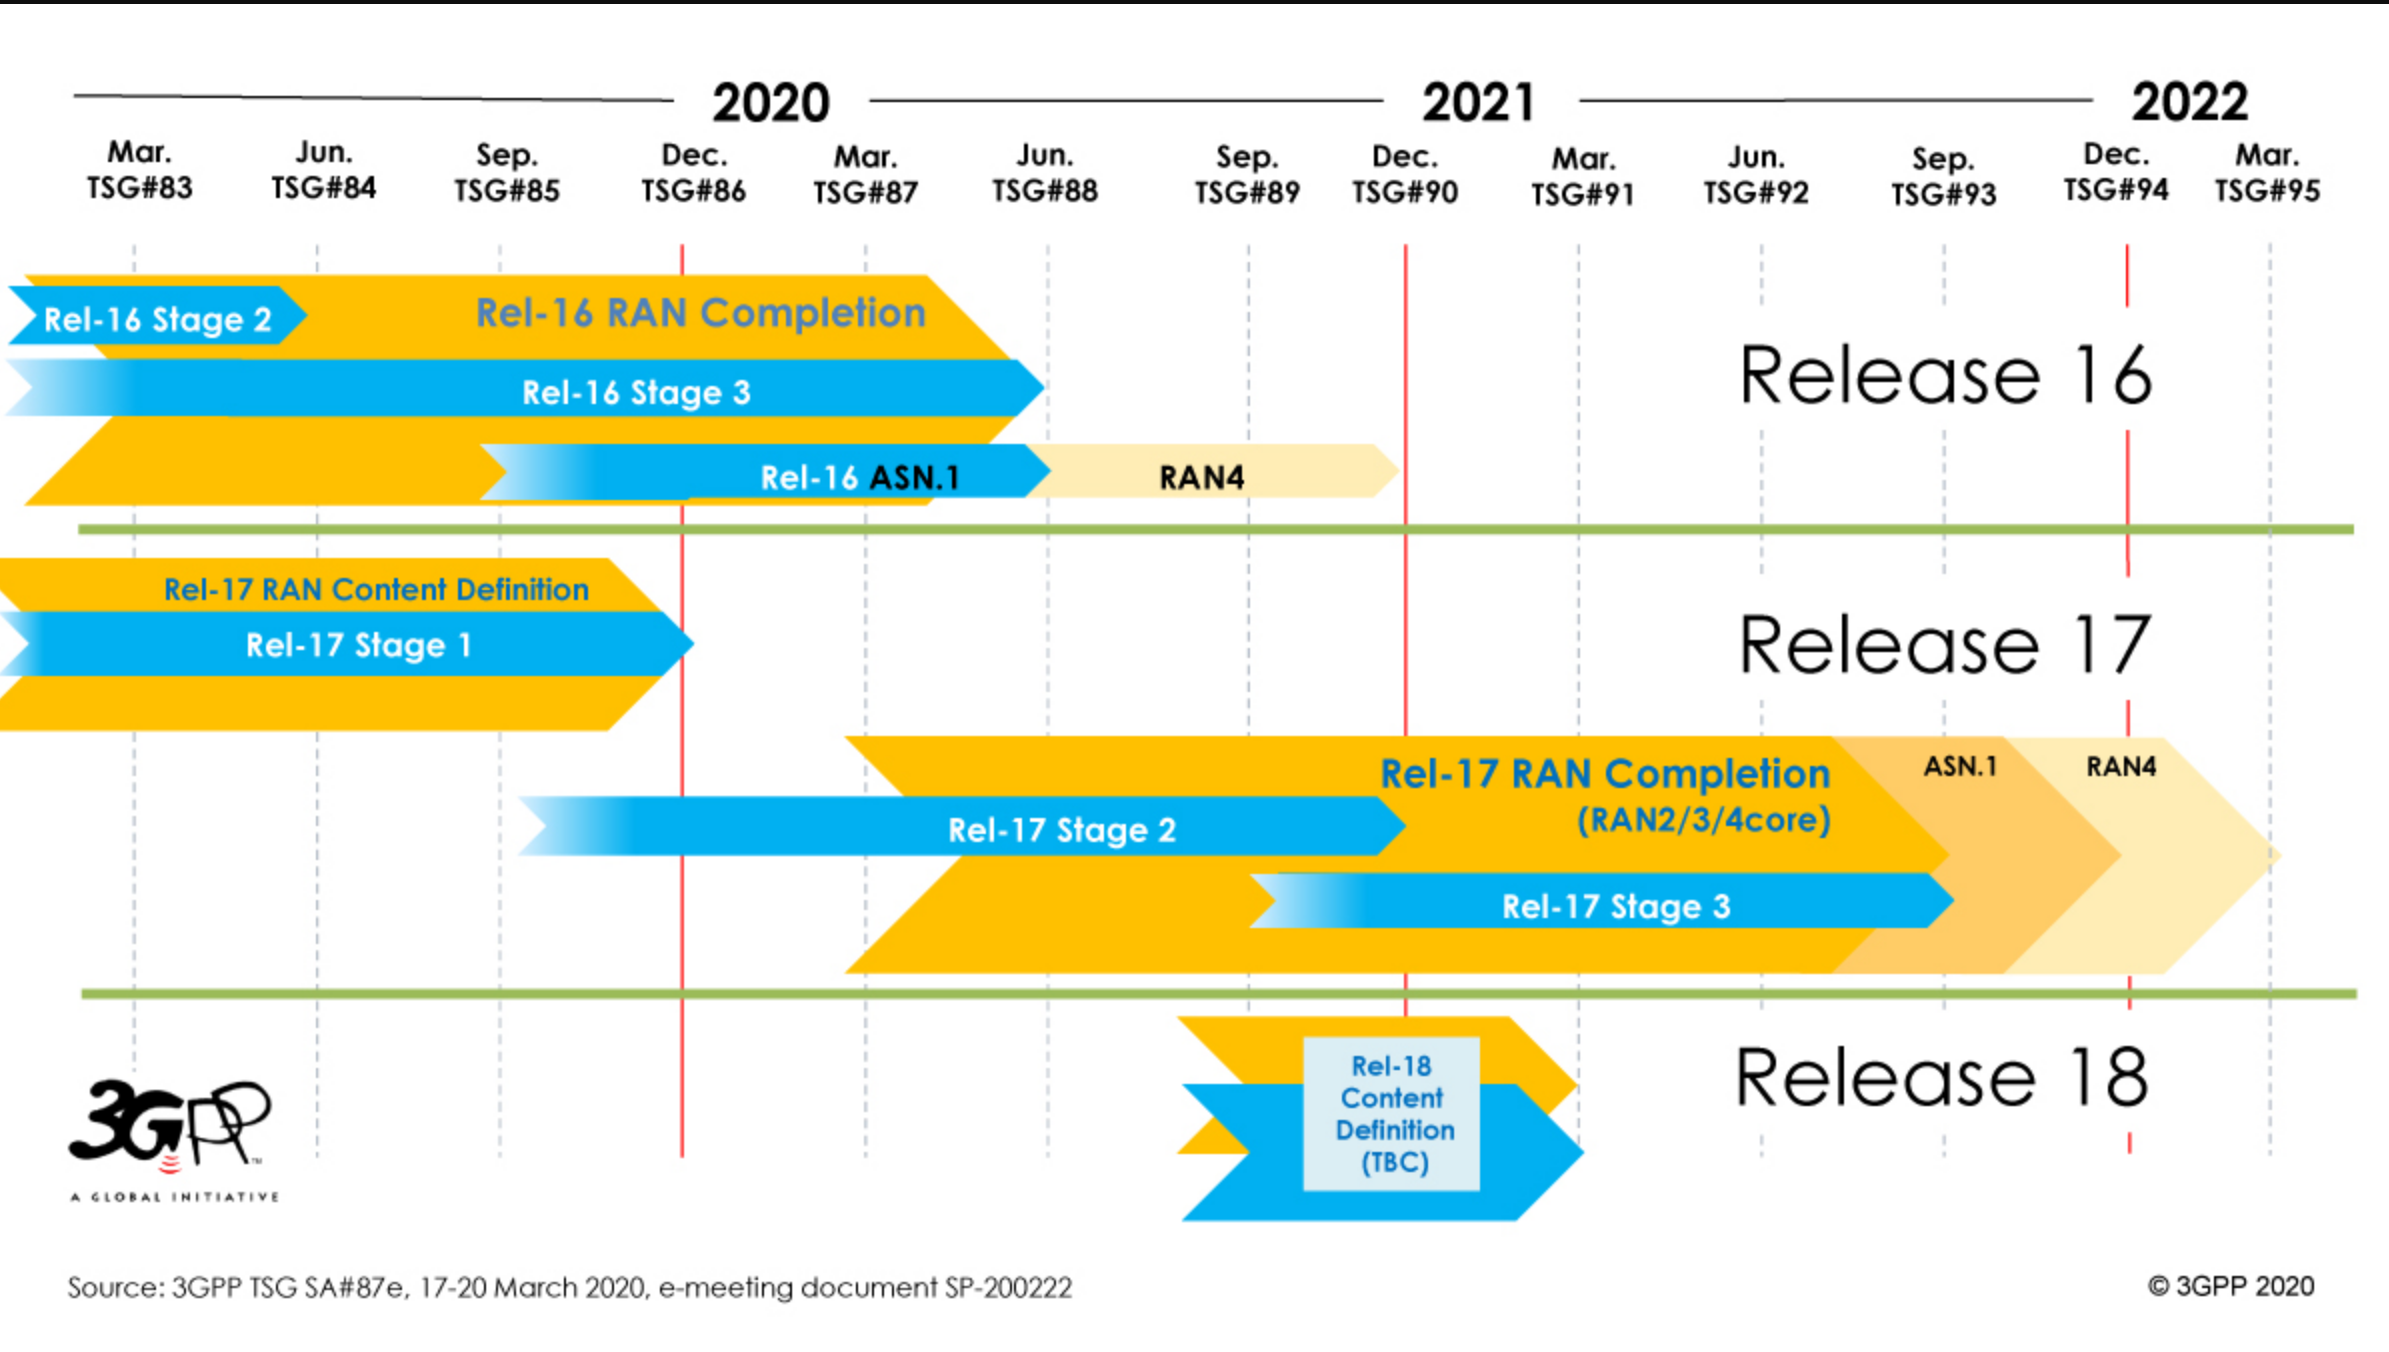 2020
2021
2022
Mar.
TSG#83
Jun.
TSG#84
Sep.
TSG#85
Dec.
TSG#86
Mar.
TSG#87
Jun.
TSG#88
Sep.
TSG#89
Dec.
TSG#90
Mar.
TSG#91
Jun.
TSG#92
Sep.
TSG#93
Dec.
TSG#94
Mar.
TSG#95
Rel-16 RAN Completion
Rel-16 Stage 2
Rel-16 Stage 3
Release 16
Rel-16 ASN.1
RAN4
Rel-17 RAN Content Definition
Rel-17 Stage 1
Release 17
Rel-17 RAN Completion
(RAN2/3/4core)
ASN.1
RAN4
Rel-17 Stage 2
Rel-17 Stage 3
Rel-18
Content
Definition
(TBC)
Release 18
3GPP
TM
A GLOBAL INITIATIVE
Source: 3GPP TSG SA#87e, 17-20 March 2020, e-meeting document SP-200222
© 3GPP 2020